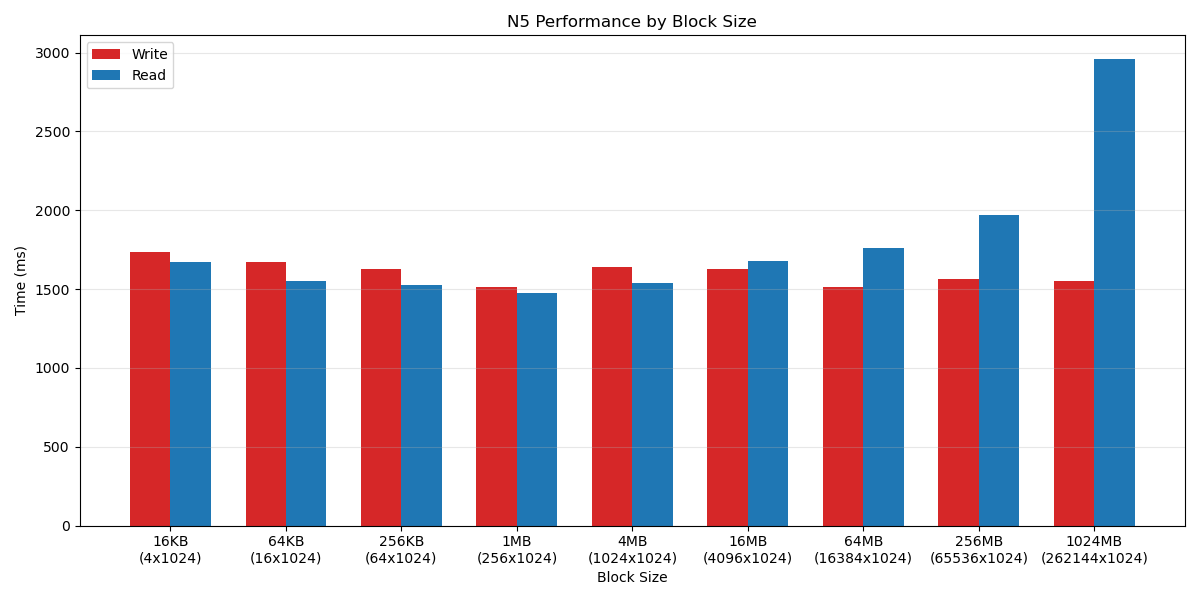 N5 Performance by Block Size
Write
Read
Time (ms)
3000
2500
2000
1500
1000
500
0
16KB
(4x1024)
64KB
(16x1024)
256KB
(64x1024)
1MB
(256x1024)
4MB
(1024x1024)
16MB
(4096x1024)
64MB
(16384x1024)
256MB
(65536x1024)
1024MB
(262144x1024)
Block Size